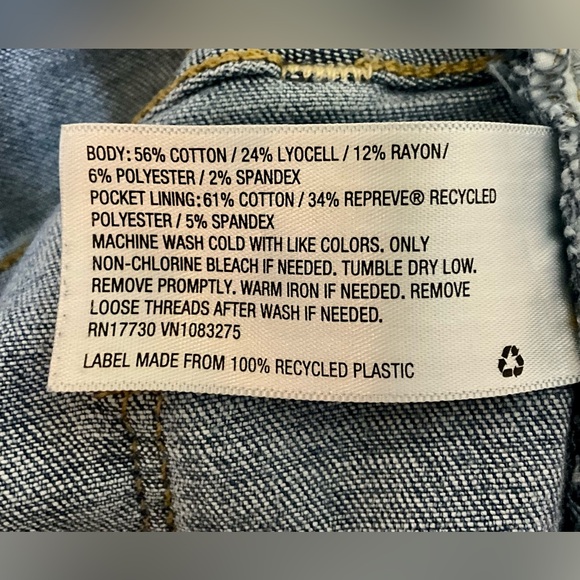 BODY: 56% COTTON / 24% LYOCELL / 12% RAYON/
6% POLYESTER / 2% SPANDEX
POCKET LINING: 61% COTTON / 34% REPREVE® RECYCLED
POLYESTER / 5% SPANDEX
MACHINE WASH COLD WITH LIKE COLORS. ONLY
NON-CHLORINE BLEACH IF NEEDED. TUMBLE DRY LOW.
REMOVE PROMPTLY. WARM IRON IF NEEDED. REMOVE
LOOSE THREADS AFTER WASH IF NEEDED.
RN17730 VN1083275
LABEL MADE FROM 100% RECYCLED PLASTIC